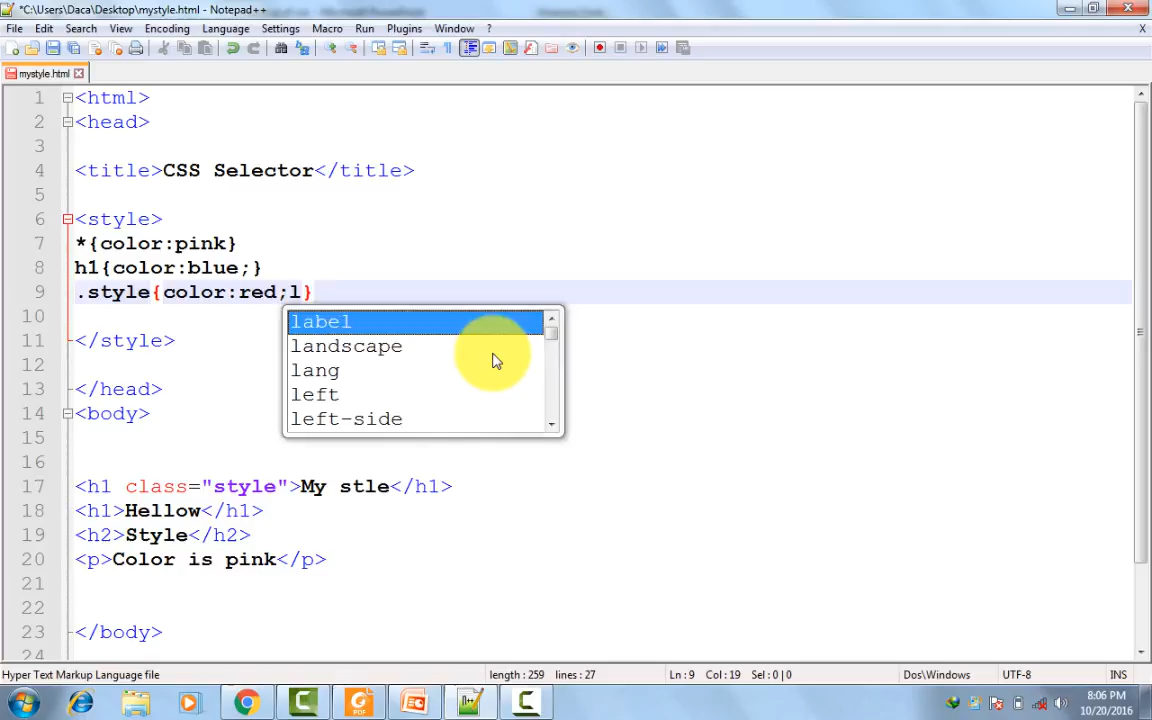 *C:\Users\Daca\Desktop\mystyle.html - Notepad++
File Edit Search View Encoding Language Settings Macro Run Plugins Window ? X
mystyle.html
1 <html>
2 <head>
3
4 <title>CSS Selector</title>
5
6 <style>
7 *{color:pink}
8 h1{color:blue;}
9 .style{color:red;l}
label
landscape
lang
left
left-side
10
11 </style>
12
13 </head>
14 <body>
15
16
17 <h1 class="style">My stle</h1>
18 <h1>Hellow</h1>
19 <h2>Style</h2>
20 <p>Color is pink</p>
21
22
23 </body>
24
Hyper Text Markup Language file length : 259 lines : 27 Ln : 9 Col : 19 Sel : 0 | 0 Dos\Windows UTF-8 INS
PDF
8:06 PM
10/20/2016